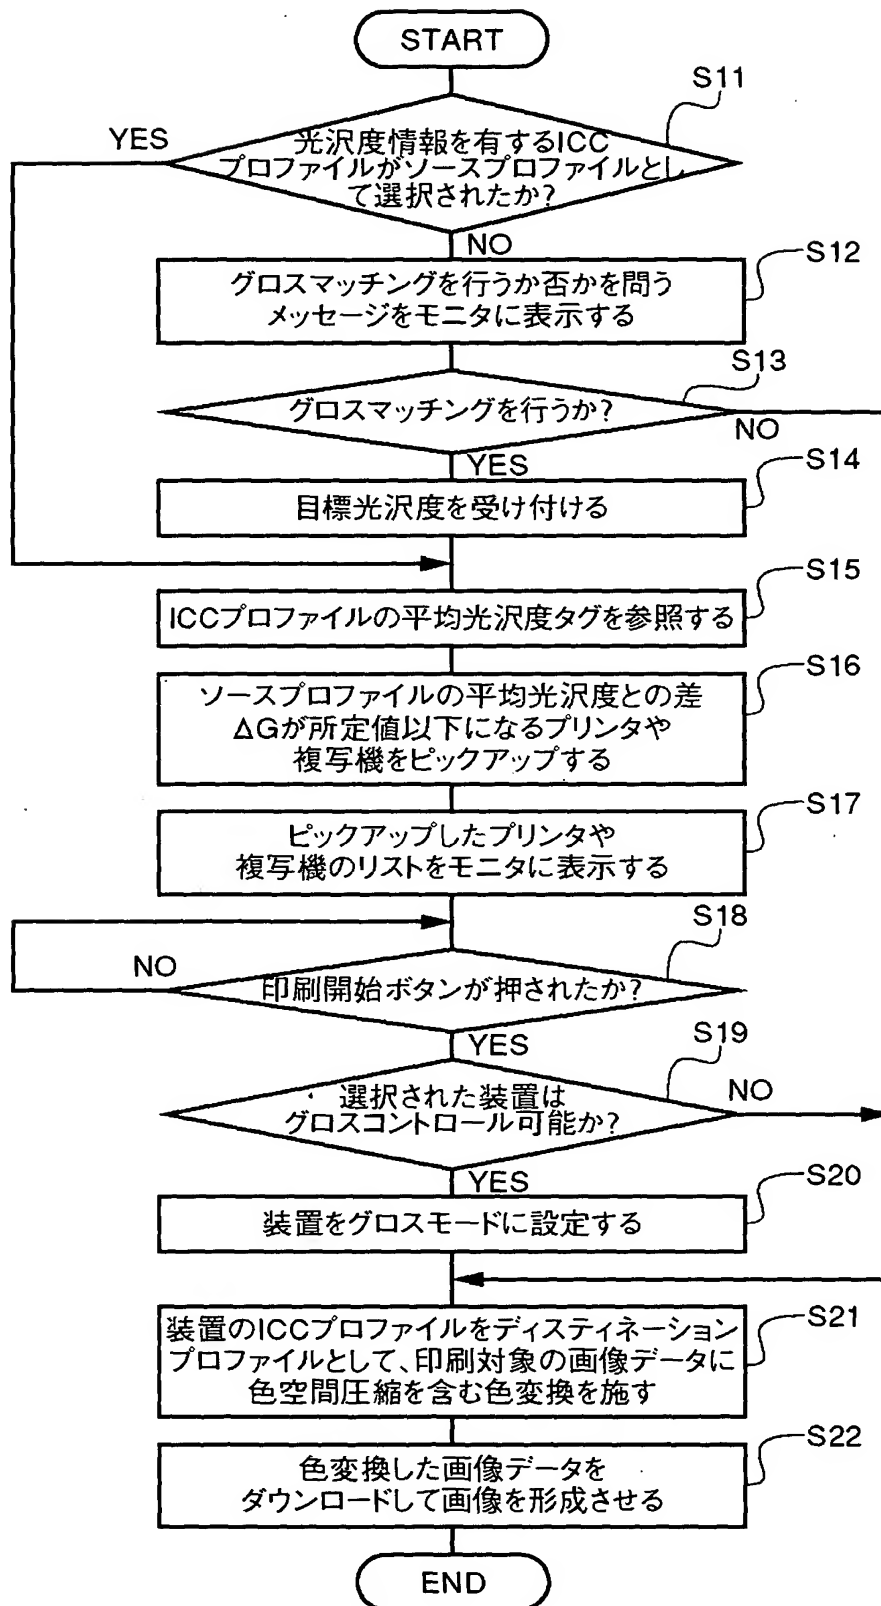 START
S11
YES
光沢度情報を有するICC
プロファイルがソースプロファイルとし
て選択されたか?
NO
S12
グロスマッチングを行うか否かを問う
メッセージをモニタに表示する
S13
グロスマッチングを行うか?
NO
YES
S14
目標光沢度を受け付ける
S15
ICCプロファイルの平均光沢度タグを参照する
S16
ソースプロファイルの平均光沢度との差
ΔGが所定値以下になるプリンタや
複写機をピックアップする
S17
ピックアップしたプリンタや
複写機のリストをモニタに表示する
S18
NO
印刷開始ボタンが押されたか?
YES
S19
選択された装置は
グロスコントロール可能か?
NO
YES
S20
装置をグロスモードに設定する
S21
装置のICCプロファイルをディスティネーション
プロファイルとして、印刷対象の画像データに
色空間圧縮を含む色変換を施す
S22
色変換した画像データを
ダウンロードして画像を形成させる
END